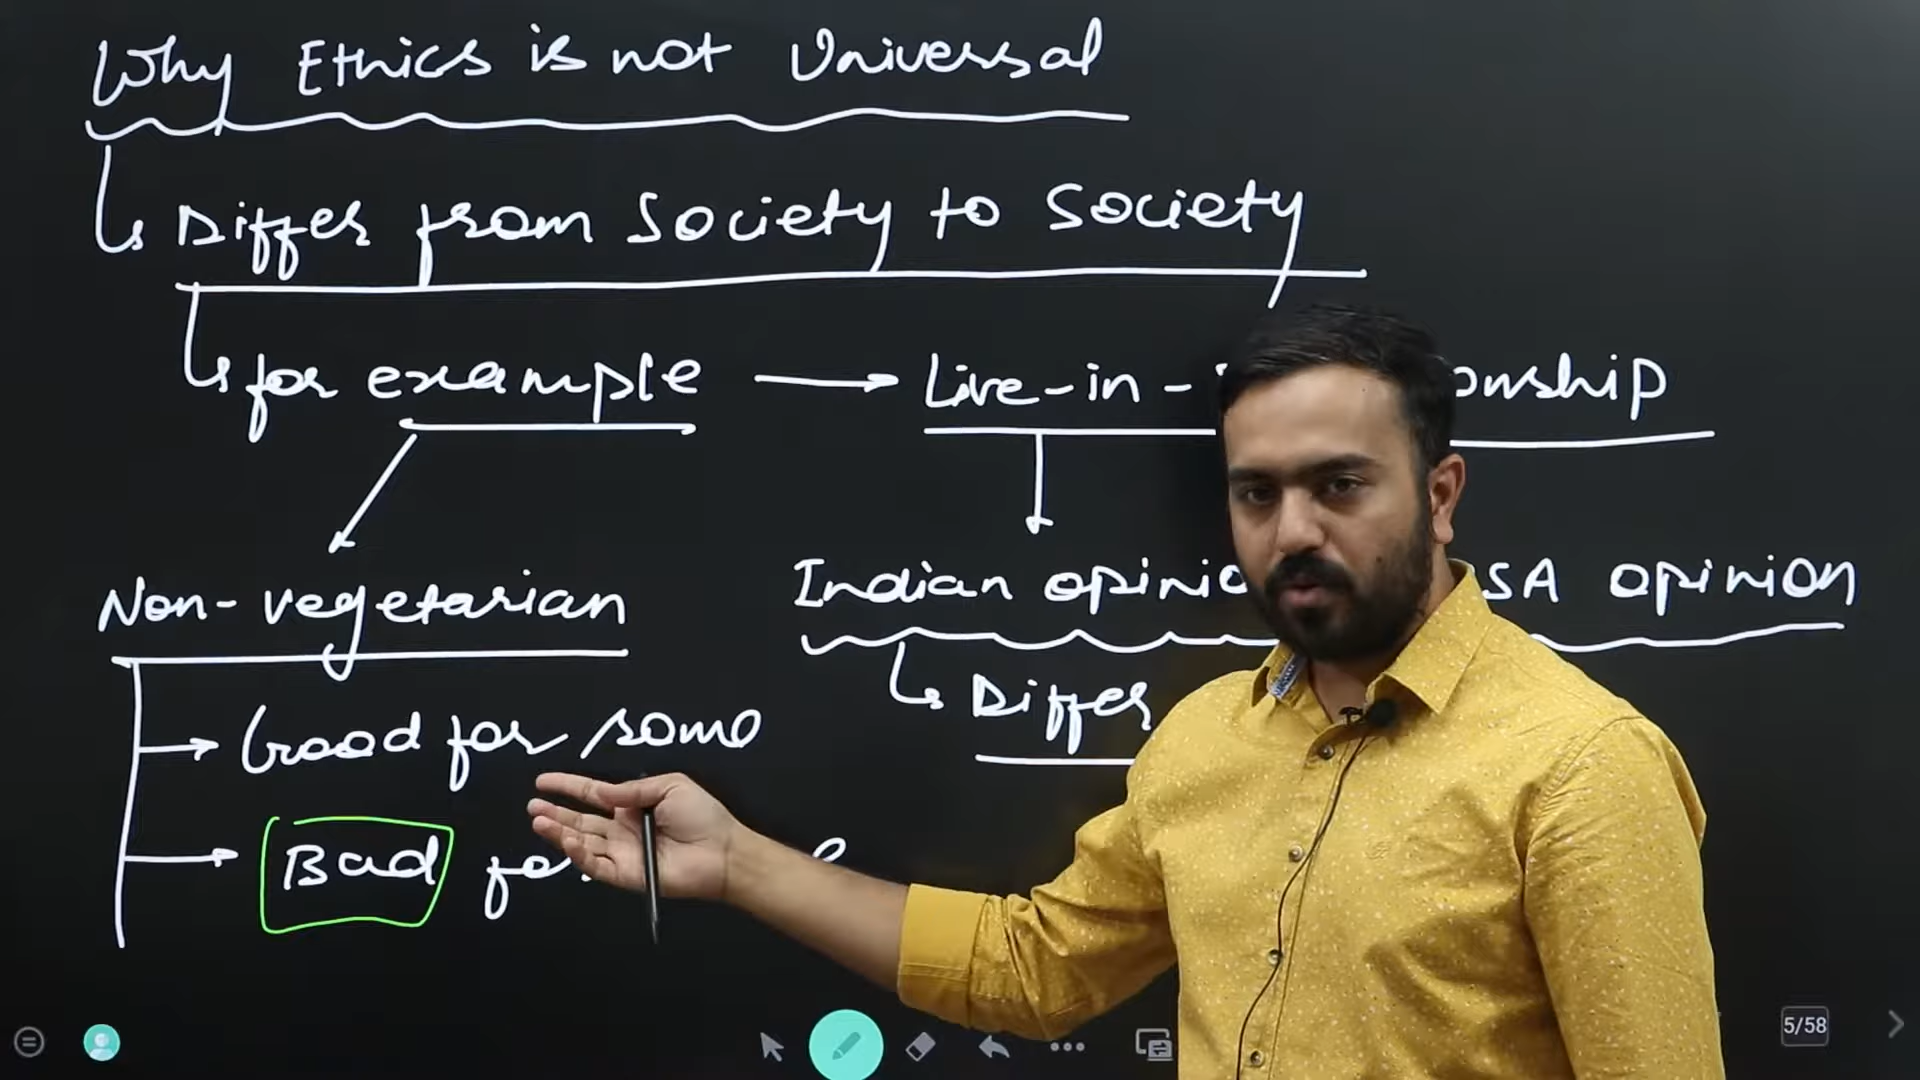 Why Ethics is not Universal
Differ from Society to Society
for example → Live-in- onship
Non-vegetarian
Indian opinio SA opinion
Good for some
Differ
Bad fo
5/58